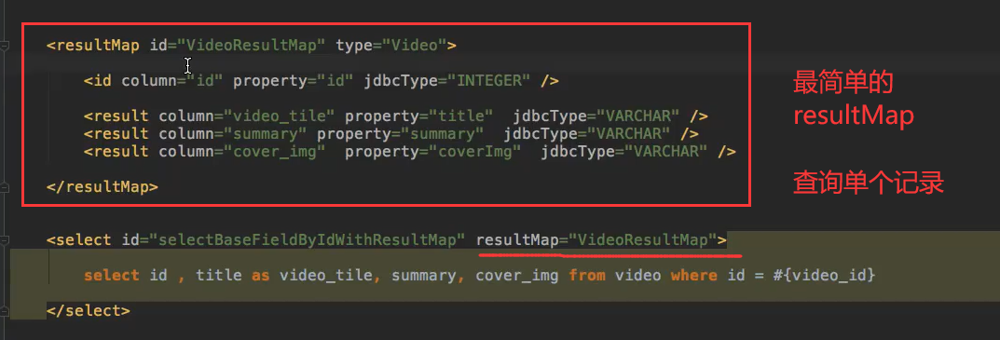 <resultMap id="VideoResultMap" type="Video">
<id column="id" property="id" jdbcType="INTEGER" />
<result column="video_tile" property="title" jdbcType="VARCHAR" />
<result column="summary" property="summary" jdbcType="VARCHAR" />
<result column="cover_img" property="coverImg" jdbcType="VARCHAR" />
</resultMap>
最简单的
resultMap
查询单个记录
<select id="selectBaseFieldByIdWithResultMap" resultMap="VideoResultMap">
select id , title as video_tile, summary, cover_img from video where id = #{video_id}
</select>